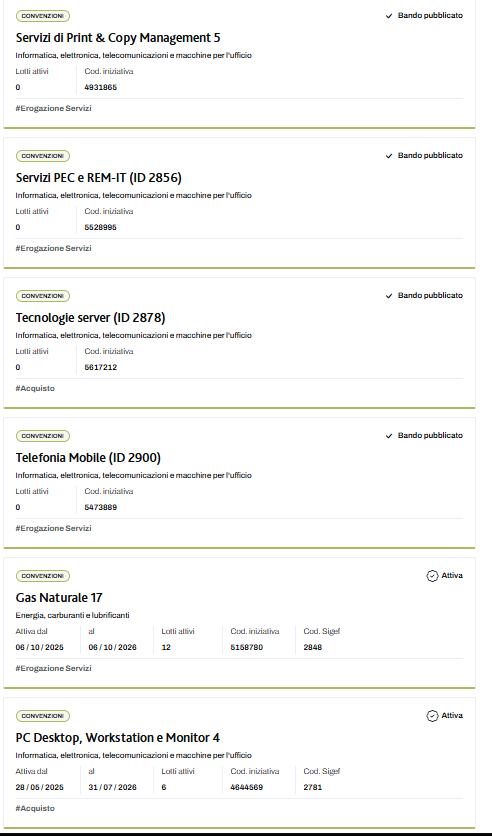 CONVENZIONI
Bando pubblicato
Servizi di Print & Copy Management 5
Informatica, elettronica, telecomunicazioni e macchine per l'ufficio
Lotti attivi Cod. iniziativa
0 4931865
#Erogazione Servizi
CONVENZIONI
Bando pubblicato
Servizi PEC e REM-IT (ID 2856)
Informatica, elettronica, telecomunicazioni e macchine per l'ufficio
Lotti attivi Cod. iniziativa
0 5528995
#Erogazione Servizi
CONVENZIONI
Bando pubblicato
Tecnologie server (ID 2878)
Informatica, elettronica, telecomunicazioni e macchine per l'ufficio
Lotti attivi Cod. iniziativa
0 5617212
#Acquisto
CONVENZIONI
Bando pubblicato
Telefonia Mobile (ID 2900)
Informatica, elettronica, telecomunicazioni e macchine per l'ufficio
Lotti attivi Cod. iniziativa
0 5473889
#Erogazione Servizi
CONVENZIONI
Attiva
Gas Naturale 17
Energia, carburanti e lubrificanti
Attiva dal al Lotti attivi Cod. iniziativa Cod. Sigef
06 / 10 / 2025 06 / 10 / 2026 12 5158780 2848
#Erogazione Servizi
CONVENZIONI
Attiva
PC Desktop, Workstation e Monitor 4
Informatica, elettronica, telecomunicazioni e macchine per l'ufficio
Attiva dal al Lotti attivi Cod. iniziativa Cod. Sigef
28 / 05 / 2025 31 / 07 / 2026 6 4644569 2781
#Acquisto